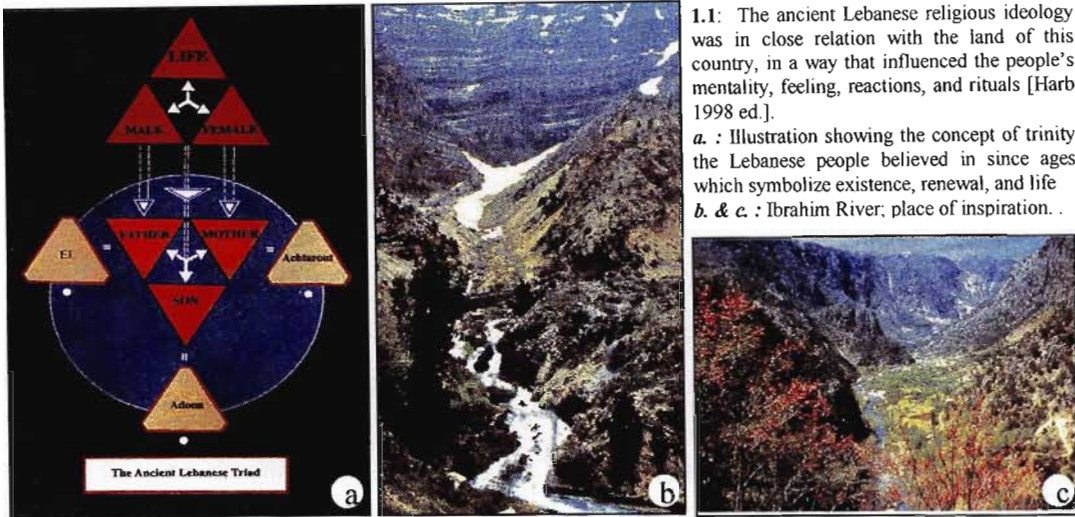 LIFE
MALE
FEMALE
FATHER
MOTHER
El
=
=
Achtarout
SON
=
Adonn
The Ancient Lebanese Triad
a
b
1.1: The ancient Lebanese religious ideology
was in close relation with the land of this
country, in a way that influenced the people's
mentality, feeling, reactions, and rituals [Harb
1998 ed.].
a. : Illustration showing the concept of trinity
the Lebanese people believed in since ages
which symbolize existence, renewal, and life
b. & c. : Ibrahim River; place of inspiration. .
c